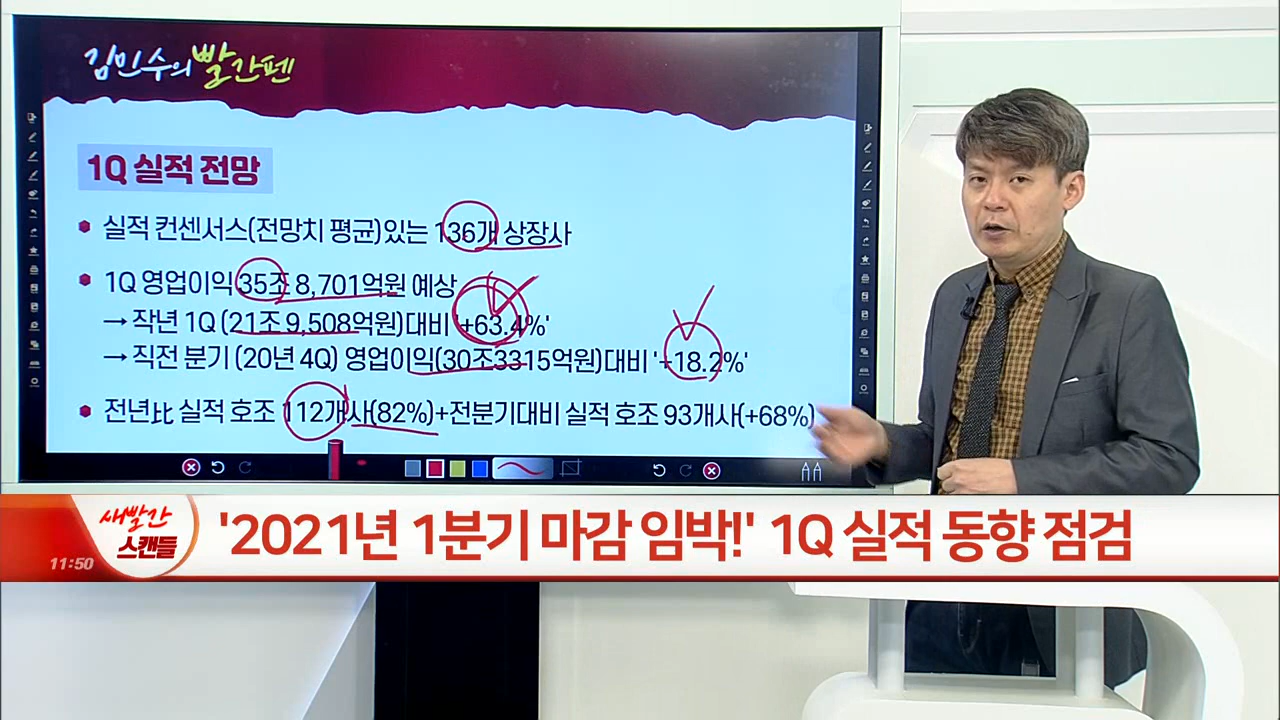 김민수의 빨간펜
1Q 실적 전망
• 실적 컨센서스(전망치 평균)있는 136개 상장사
• 1Q 영업이익 35조 8,701억원 예상
→ 작년 1Q (21조 9,508억원)대비 '+63.4%'
→ 직전 분기 (20년 4Q) 영업이익(30조3315억원)대비 '+18.2%'
• 전년比 실적 호조 112개사(82%)+전분기대비 실적 호조 93개사(+68%)
새빨간
스캔들
11:50
'2021년 1분기 마감 임박!' 1Q 실적 동향 점검